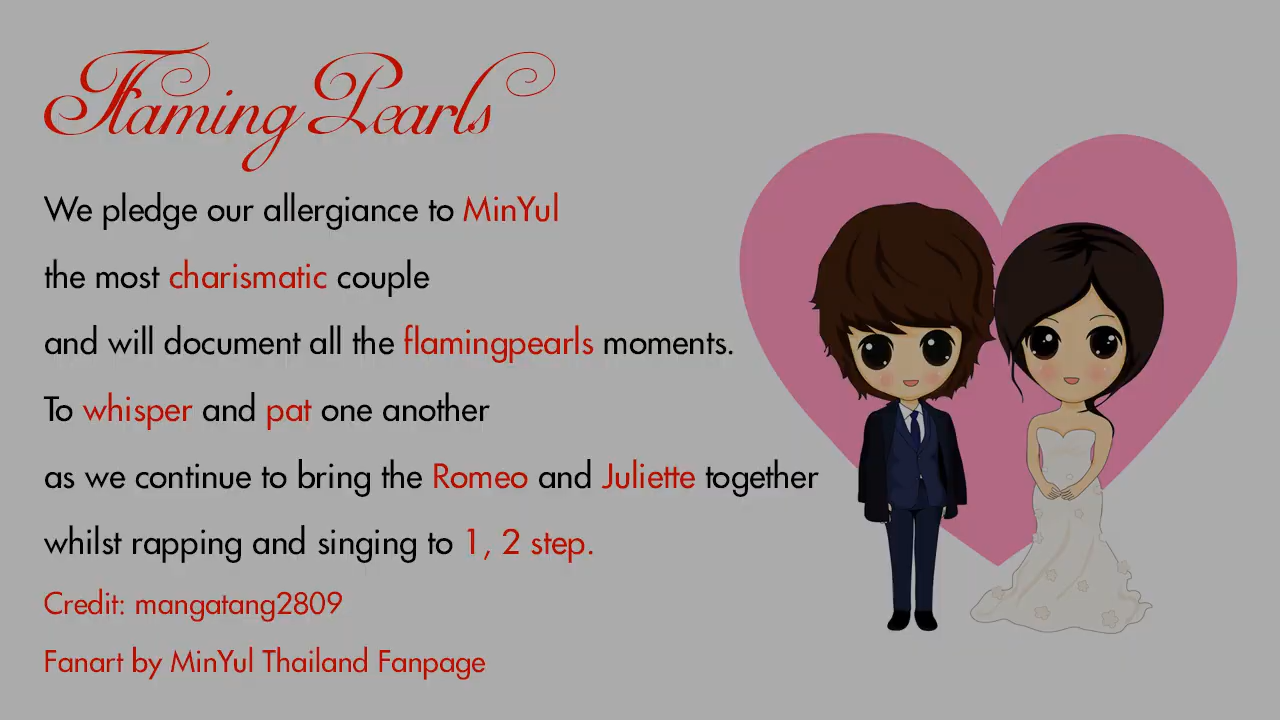 Flaming Pearls
We pledge our allergiance to MinYul
the most charismatic couple
and will document all the flamingpearls moments.
To whisper and pat one another
as we continue to bring the Romeo and Juliette together
whilst rapping and singing to 1, 2 step.
Credit: mangatang2809
Fanart by MinYul Thailand Fanpage